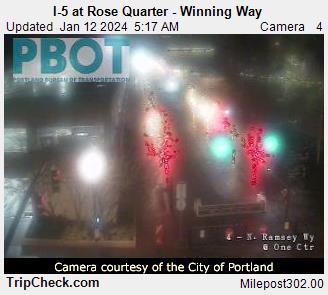 I-5 at Rose Quarter - Winning Way
Updated Jan 12 2024 5:17 AM Camera 4
PBOT
PORTLAND BUREAU OF TRANSPORTATION
4 - N. Ramsey Wy
@ One Ctr
Camera courtesy of the City of Portland
TripCheck.com Milepost302.00